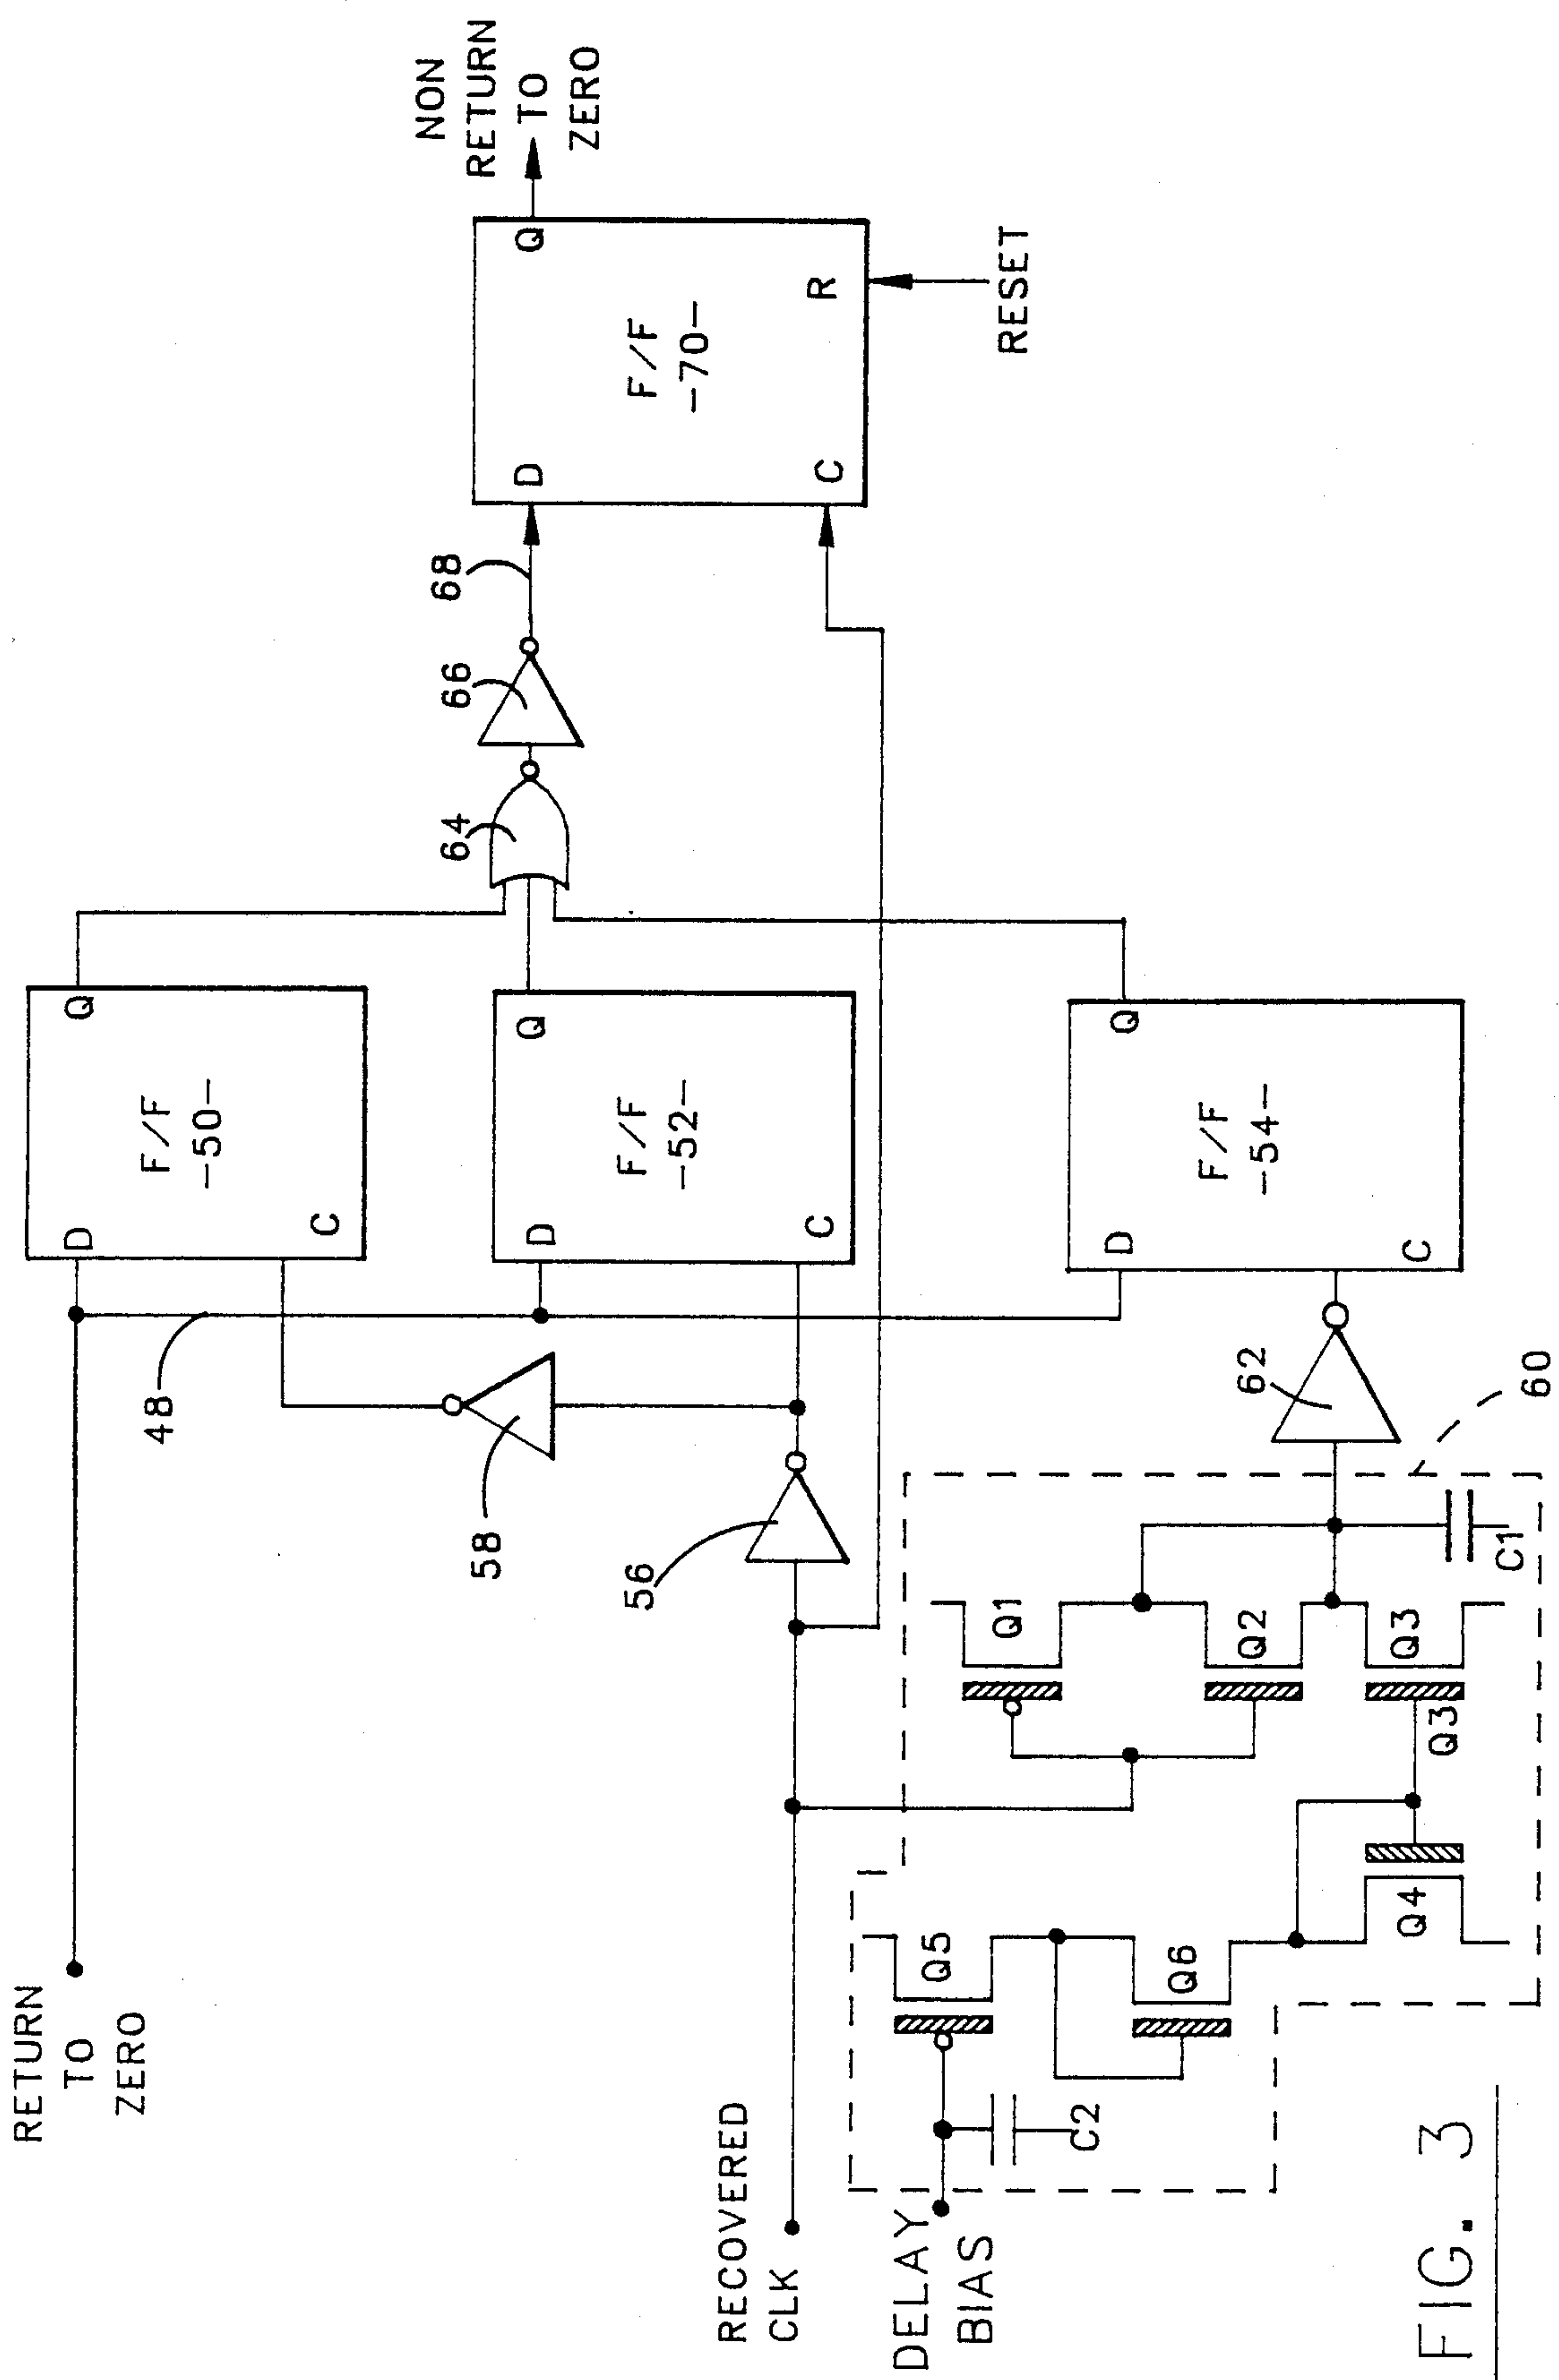 RETURN
TO
ZERO
RECOVERED
CLK
DELAY
BIAS
48
58
56
D
Q
F/F
-50-
C
D
Q
F/F
-52-
C
D
Q
F/F
-54-
C
64
66
68
D
Q
F/F
-70-
C
R
RESET
NON
RETURN
TO
ZERO
62
60
Q1
Q2
Q3
Q3
Q4
Q5
Q6
C1
C2
FIG. 3